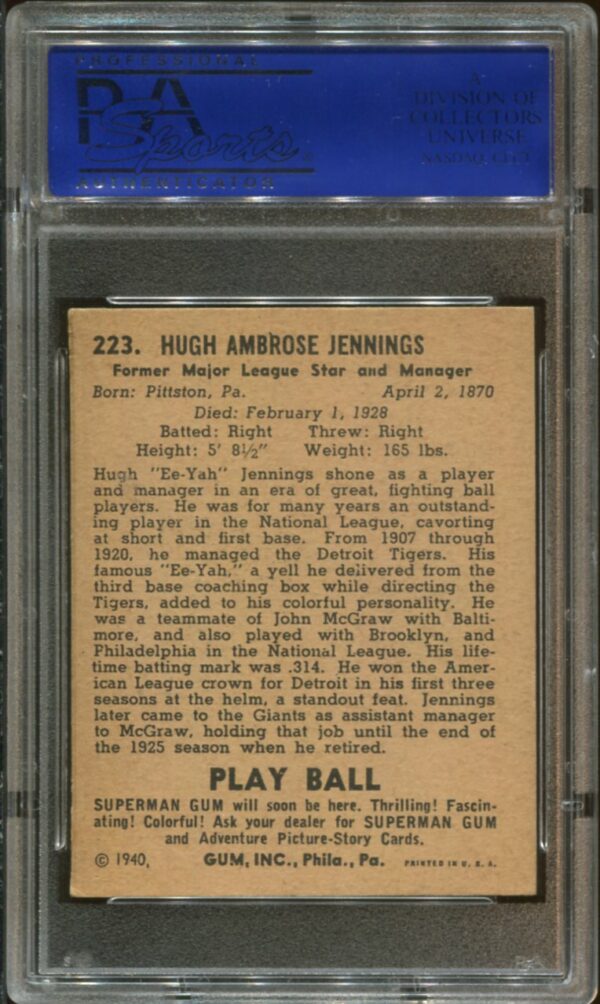 PROFESSIONAL
PSA
Sports®
AUTHENTICATOR
A
DIVISION OF
COLLECTORS
UNIVERSE
NASDAQ: CLCT
223. HUGH AMBROSE JENNINGS
Former Major League Star and Manager
Born: Pittston, Pa. April 2, 1870
Died: February 1, 1928
Batted: Right Threw: Right
Height: 5' 8½" Weight: 165 lbs.
Hugh "Ee-Yah" Jennings shone as a player
and manager in an era of great, fighting ball
players. He was for many years an outstand-
ing player in the National League, cavorting
at short and first base. From 1907 through
1920, he managed the Detroit Tigers. His
famous "Ee-Yah," a yell he delivered from the
third base coaching box while directing the
Tigers, added to his colorful personality. He
was a teammate of John McGraw with Balti-
more, and also played with Brooklyn, and
Philadelphia in the National League. His life-
time batting mark was .314. He won the Amer-
ican League crown for Detroit in his first three
seasons at the helm, a standout feat. Jennings
later came to the Giants as assistant manager
to McGraw, holding that job until the end of
the 1925 season when he retired.
PLAY BALL
SUPERMAN GUM will soon be here. Thrilling! Fascin-
ating! Colorful! Ask your dealer for SUPERMAN GUM
and Adventure Picture-Story Cards.
© 1940, GUM, INC., Phila., Pa. PRINTED IN U. S. A.